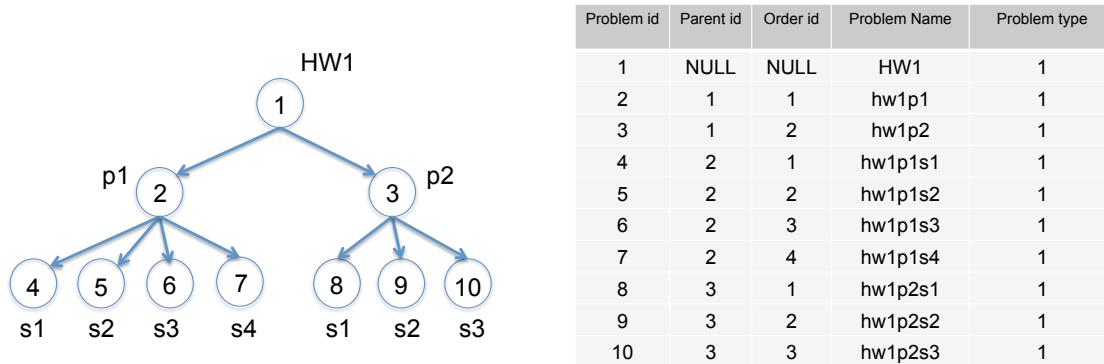 HW1
1
p1 2 3 p2
4 5 6 7 8 9 10
s1 s2 s3 s4 s1 s2 s3
Problem id Parent id Order id Problem Name Problem type
1 NULL NULL HW1 1
2 1 1 hw1p1 1
3 1 2 hw1p2 1
4 2 1 hw1p1s1 1
5 2 2 hw1p1s2 1
6 2 3 hw1p1s3 1
7 2 4 hw1p1s4 1
8 3 1 hw1p2s1 1
9 3 2 hw1p2s2 1
10 3 3 hw1p2s3 1